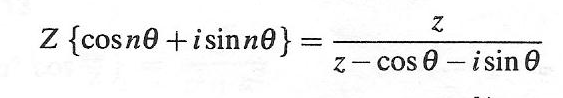 Z {cos nθ + i sin nθ} = z / (z − cos θ − i sin θ)